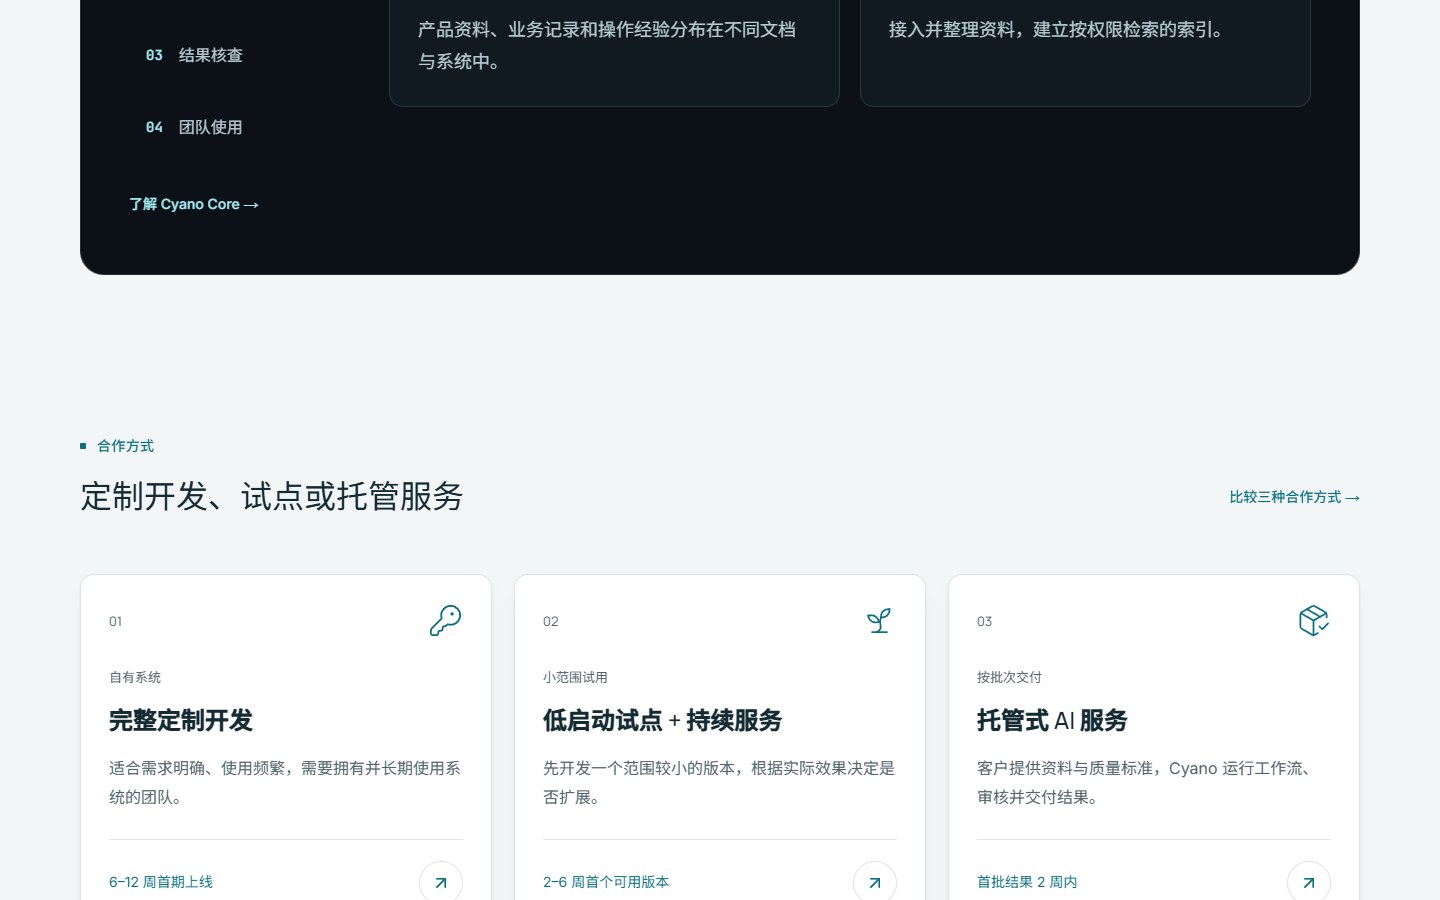 产品资料、业务记录和操作经验分布在不同文档
与系统中。
接入并整理资料，建立按权限检索的索引。
03 结果核查
04 团队使用
了解 Cyano Core →
合作方式
定制开发、试点或托管服务
比较三种合作方式 →
01
自有系统
完整定制开发
适合需求明确、使用频繁，需要拥有并长期使用系
统的团队。
6–12 周首期上线
02
小范围试用
低启动试点 + 持续服务
先开发一个范围较小的版本，根据实际效果决定是
否扩展。
2–6 周首个可用版本
03
按批次交付
托管式 AI 服务
客户提供资料与质量标准，Cyano 运行工作流、
审核并交付结果。
首批结果 2 周内